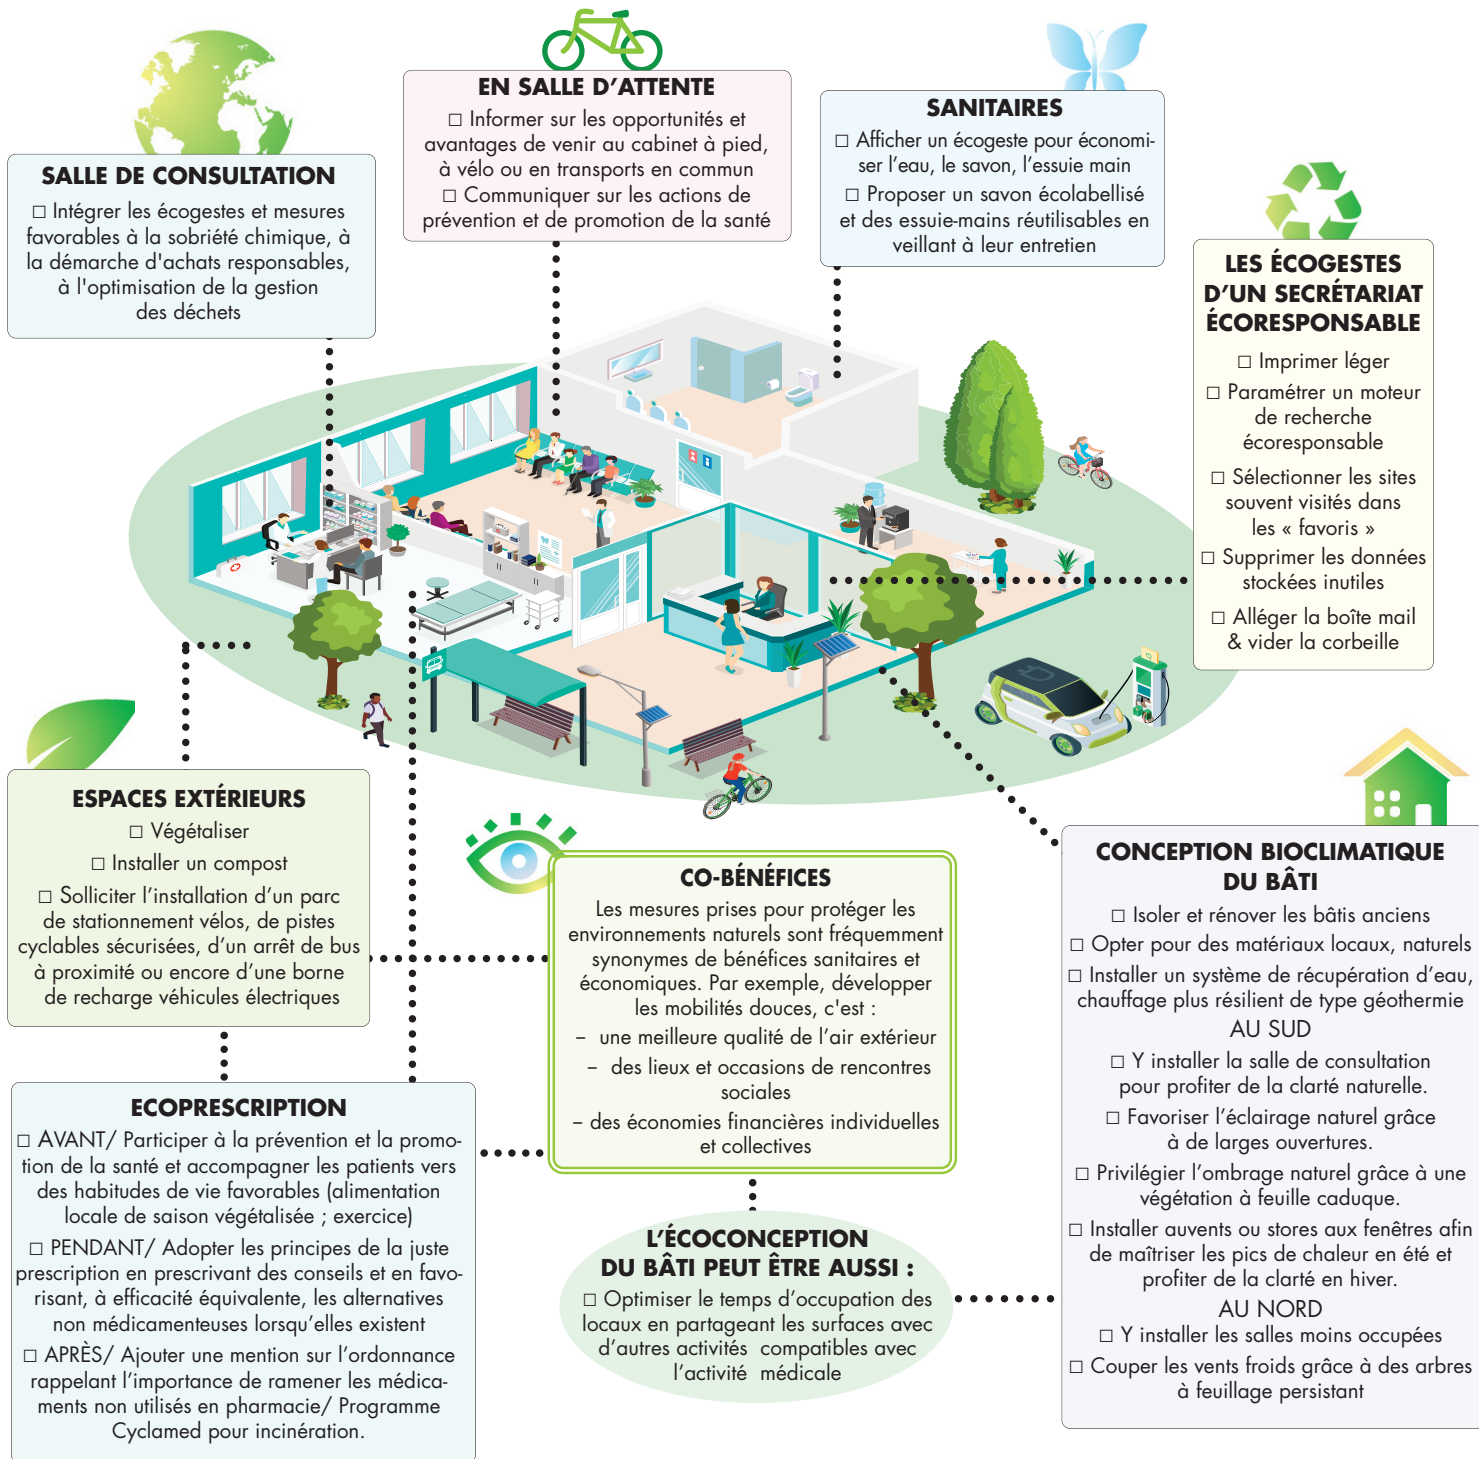 EN SALLE D’ATTENTE
□ Informer sur les opportunités et
avantages de venir au cabinet à pied,
à vélo ou en transports en commun
□ Communiquer sur les actions de
prévention et de promotion de la santé
SANITAIRES
□ Afficher un écogeste pour économi-
ser l’eau, le savon, l’essuie main
□ Proposer un savon écolabellisé
et des essuie-mains réutilisables en
veillant à leur entretien
SALLE DE CONSULTATION
□ Intégrer les écogestes et mesures
favorables à la sobriété chimique, à
la démarche d'achats responsables,
à l'optimisation de la gestion
des déchets
LES ÉCOGESTES
D’UN SECRÉTARIAT
ÉCORESPONSABLE
□ Imprimer léger
□ Paramétrer un moteur
de recherche
écoresponsable
□ Sélectionner les sites
souvent visités dans
les « favoris »
□ Supprimer les données
stockées inutiles
□ Alléger la boîte mail
& vider la corbeille
ESPACES EXTÉRIEURS
□ Végétaliser
□ Installer un compost
□ Solliciter l’installation d’un parc
de stationnement vélos, de pistes
cyclables sécurisées, d’un arrêt de bus
à proximité ou encore d’une borne
de recharge véhicules électriques
CO-BÉNÉFICES
Les mesures prises pour protéger les
environnements naturels sont fréquemment
synonymes de bénéfices sanitaires et
économiques. Par exemple, développer
les mobilités douces, c'est :
– une meilleure qualité de l’air extérieur
– des lieux et occasions de rencontres
sociales
– des économies financières individuelles
et collectives
CONCEPTION BIOCLIMATIQUE
DU BÂTI
□ Isoler et rénover les bâtis anciens
□ Opter pour des matériaux locaux, naturels
□ Installer un système de récupération d’eau,
chauffage plus résilient de type géothermie
AU SUD
□ Y installer la salle de consultation
pour profiter de la clarté naturelle.
□ Favoriser l’éclairage naturel grâce
à de larges ouvertures.
□ Privilégier l’ombrage naturel grâce à une
végétation à feuille caduque.
□ Installer auvents ou stores aux fenêtres afin
de maîtriser les pics de chaleur en été et
profiter de la clarté en hiver.
AU NORD
□ Y installer les salles moins occupées
□ Couper les vents froids grâce à des arbres
à feuillage persistant
ECOPRESCRIPTION
□ AVANT/ Participer à la prévention et la promo-
tion de la santé et accompagner les patients vers
des habitudes de vie favorables (alimentation
locale de saison végétalisée ; exercice)
□ PENDANT/ Adopter les principes de la juste
prescription en prescrivant des conseils et en favo-
risant, à efficacité équivalente, les alternatives
non médicamenteuses lorsqu’elles existent
□ APRÈS/ Ajouter une mention sur l’ordonnance
rappelant l’importance de ramener les médica-
ments non utilisés en pharmacie/ Programme
Cyclamed pour incinération.
L’ÉCOCONCEPTION
DU BÂTI PEUT ÊTRE AUSSI :
□ Optimiser le temps d’occupation des
locaux en partageant les surfaces avec
d’autres activités compatibles avec
l’activité médicale